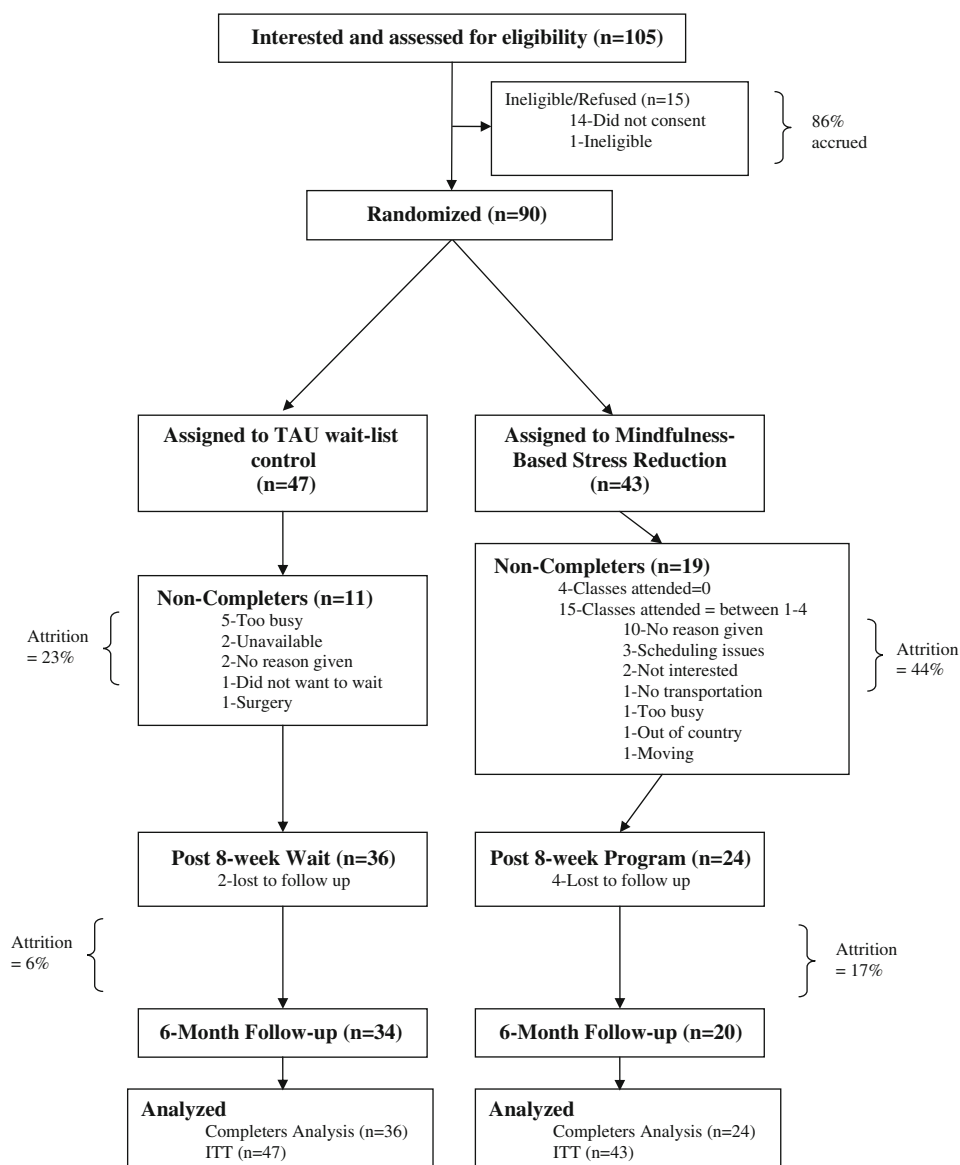 Interested and assessed for eligibility (n=105)
Ineligible/Refused (n=15)
14-Did not consent
1-Ineligible
86%
accrued
Randomized (n=90)
Assigned to TAU wait-list
control
(n=47)
Assigned to Mindfulness-
Based Stress Reduction
(n=43)
Non-Completers (n=11)
5-Too busy
2-Unavailable
2-No reason given
1-Did not want to wait
1-Surgery
Attrition
= 23%
Non-Completers (n=19)
4-Classes attended=0
15-Classes attended = between 1-4
10-No reason given
3-Scheduling issues
2-Not interested
1-No transportation
1-Too busy
1-Out of country
1-Moving
Attrition
= 44%
Post 8-week Wait (n=36)
2-lost to follow up
Post 8-week Program (n=24)
4-Lost to follow up
Attrition
= 6%
Attrition
= 17%
6-Month Follow-up (n=34)
6-Month Follow-up (n=20)
Analyzed
Completers Analysis (n=36)
ITT (n=47)
Analyzed
Completers Analysis (n=24)
ITT (n=43)